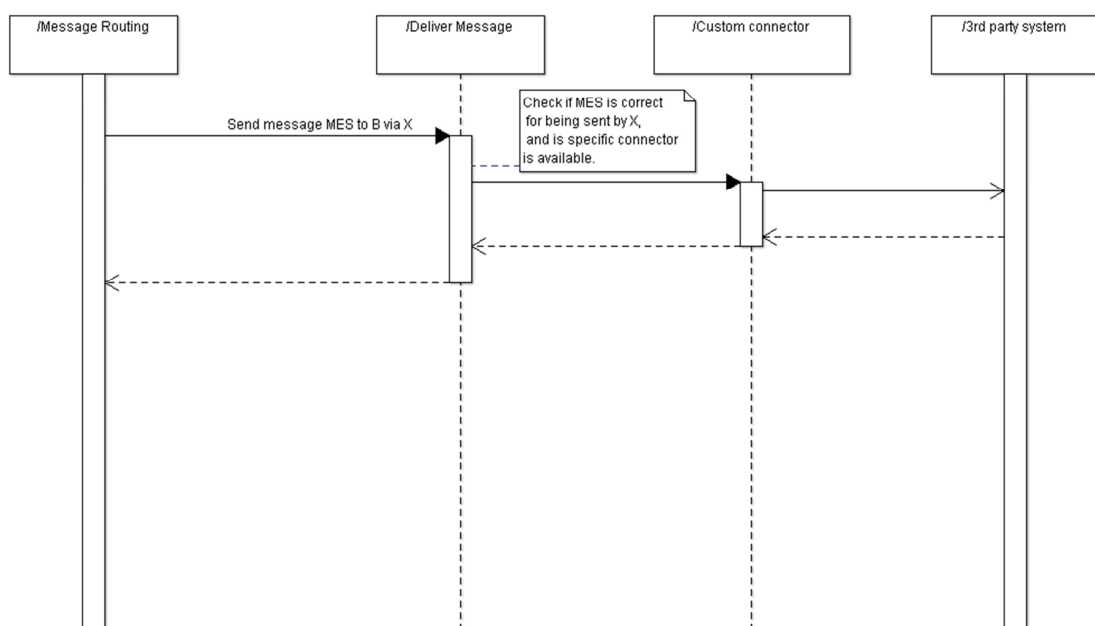 /Message Routing
/Deliver Message
/Custom connector
/3rd party system
Check if MES is correct
for being sent by X,
and is specific connector
is available.
Send message MES to B via X